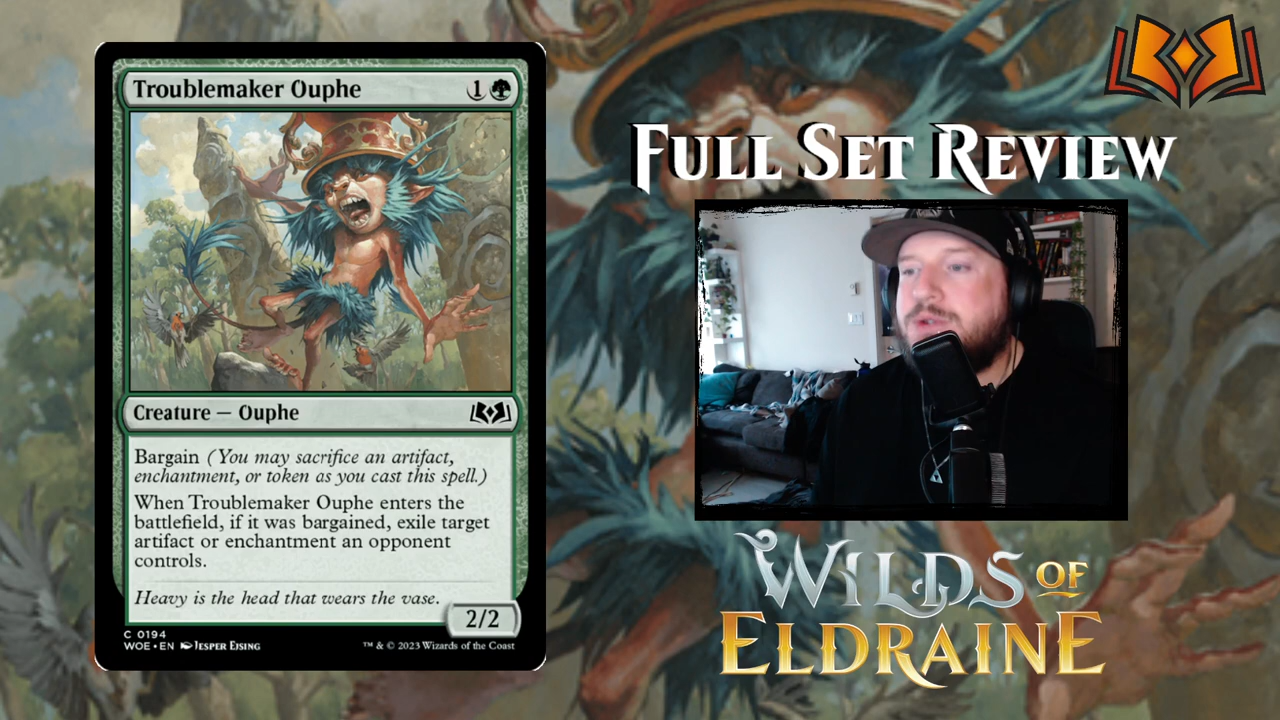 Troublemaker Ouphe 1
Creature — Ouphe
Bargain (You may sacrifice an artifact,
enchantment, or token as you cast this spell.)
When Troublemaker Ouphe enters the
battlefield, if it was bargained, exile target
artifact or enchantment an opponent
controls.
Heavy is the head that wears the vase.
2/2
C 0194
WOE • EN JESPER EJSING
™ & © 2023 Wizards of the Coast
FULL SET REVIEW
WILDS OF
ELDRAINE